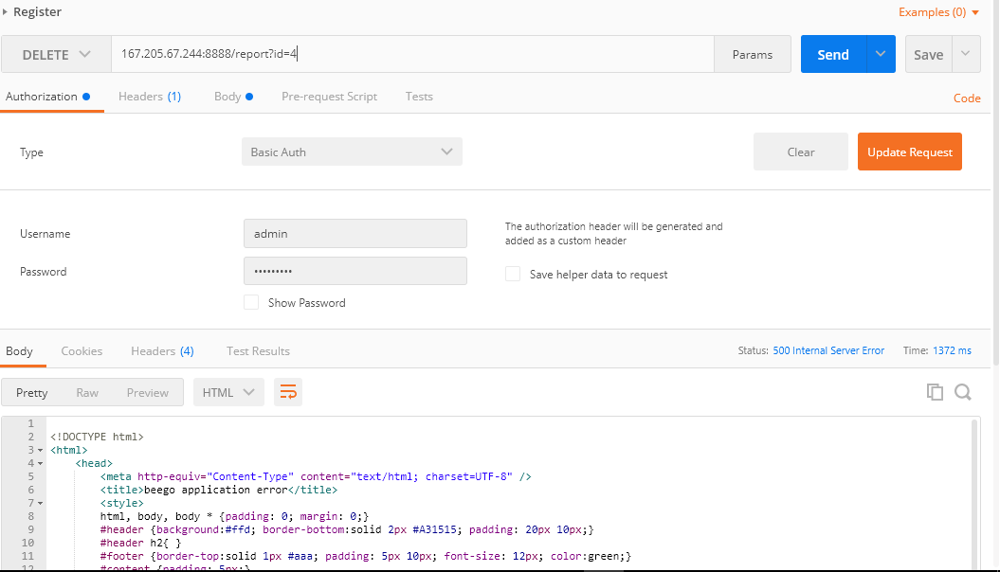 Register
Examples (0)
DELETE 167.205.67.244:8888/report?id=4 Params Send Save
Authorization Headers (1) Body Pre-request Script Tests Code
Type Basic Auth Clear Update Request
Username admin The authorization header will be generated and
added as a custom header
Password ••••••••• Save helper data to request
Show Password
Body Cookies Headers (4) Test Results Status: 500 Internal Server Error Time: 1372 ms
Pretty Raw Preview HTML
1
2 <!DOCTYPE html>
3 <html>
4 <head>
5 <meta http-equiv="Content-Type" content="text/html; charset=UTF-8" />
6 <title>beego application error</title>
7 <style>
8 html, body, body * {padding: 0; margin: 0;}
9 #header {background:#ffd; border-bottom:solid 2px #A31515; padding: 20px 10px;}
10 #header h2{ }
11 #footer {border-top:solid 1px #aaa; padding: 5px 10px; font-size: 12px; color:green;}
12 #content {padding: 5px;}